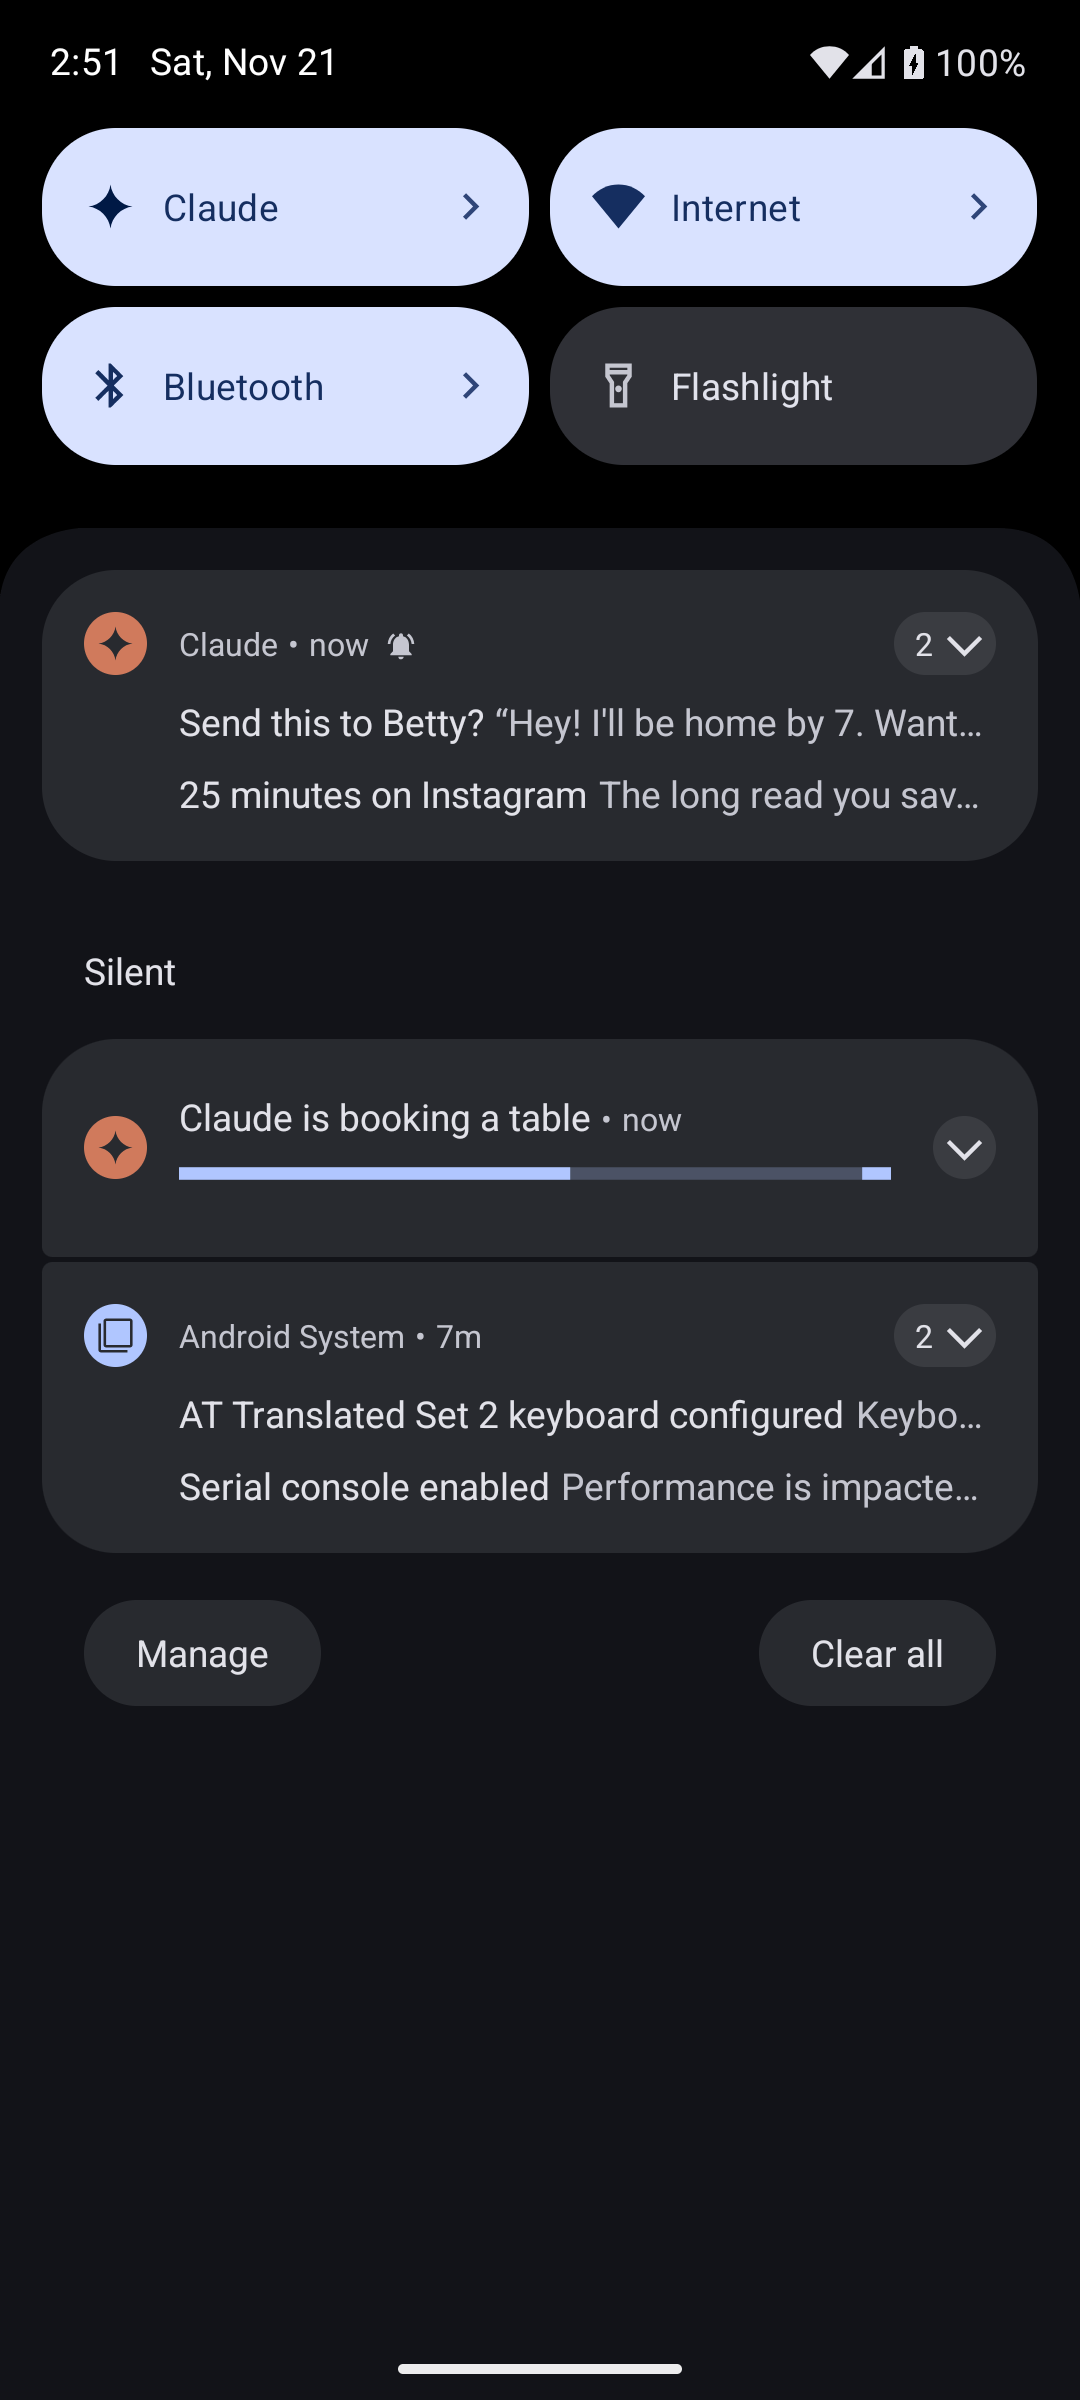 2:51 Sat, Nov 21 100%
Claude Internet
Bluetooth Flashlight
Claude • now 2
Send this to Betty? “Hey! I'll be home by 7. Want…
25 minutes on Instagram The long read you sav…
Silent
Claude is booking a table • now
Android System • 7m 2
AT Translated Set 2 keyboard configured Keybo…
Serial console enabled Performance is impacte…
Manage Clear all